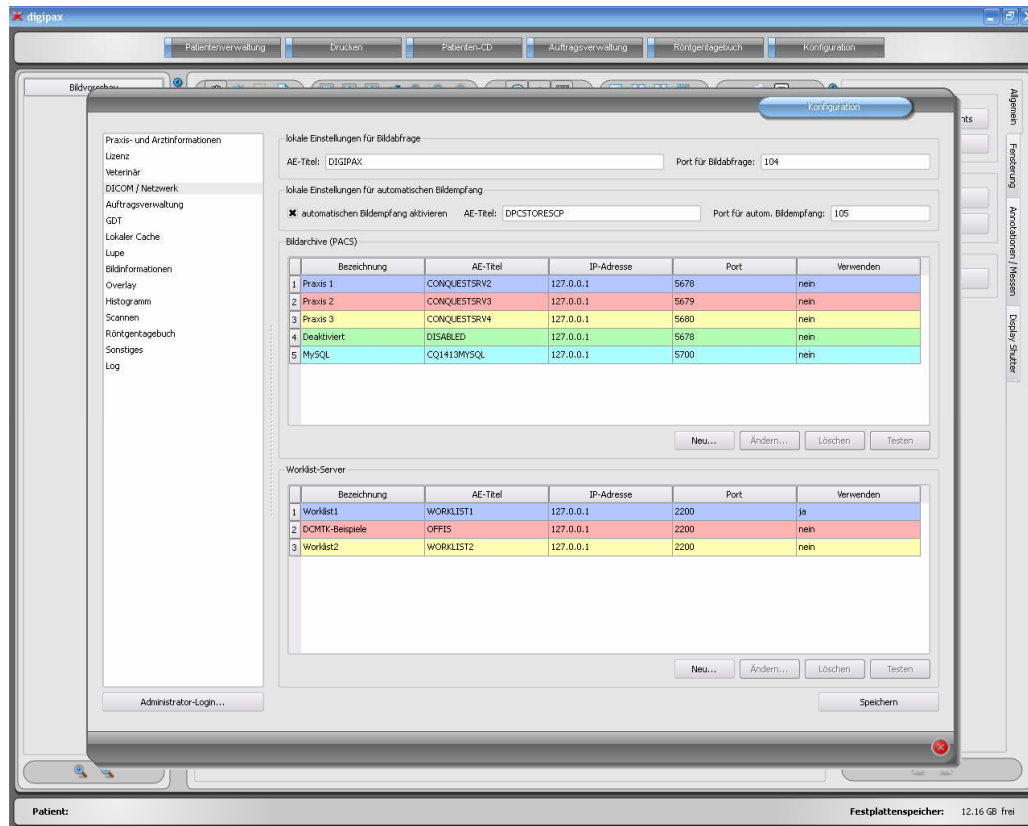 digipax
Patientenverwaltung Drucken Patienten-CD Auftragsverwaltung Röntgentagebuch Konfiguration
Konfiguration
Praxis- und Arztinformationen
Lizenz
Veterinär
DICOM / Netzwerk
Auftragsverwaltung
GDT
Lokaler Cache
Lupe
Bildinformationen
Overlay
Histogramm
Scannen
Röntgentagebuch
Sonstiges
Log
Administrator-Login...
lokale Einstellungen für Bildabfrage
AE-Titel: DIGIPAX Port für Bildabfrage: 104
lokale Einstellungen für automatischen Bildempfang
automatischen Bildempfang aktivieren AE-Titel: DPCSTORESCP Port für autom. Bildempfang: 105
Bildarchive (PACS)
Bezeichnung AE-Titel IP-Adresse Port Verwenden
1 Praxis 1 CONQUESTSRV2 127.0.0.1 5678 nein
2 Praxis 2 CONQUESTSRV3 127.0.0.1 5679 nein
3 Praxis 3 CONQUESTSRV4 127.0.0.1 5680 nein
4 Deaktiviert DISABLED 127.0.0.1 5678 nein
5 MySQL CQ1413MYSQL 127.0.0.1 5700 nein
Neu... Ändern... Löschen Testen
Worklist-Server
Bezeichnung AE-Titel IP-Adresse Port Verwenden
1 Worklist1 WORKLIST1 127.0.0.1 2200 ja
2 DCMTK-Beispiele OFFIS 127.0.0.1 2200 nein
3 Worklist2 WORKLIST2 127.0.0.1 2200 nein
Neu... Ändern... Löschen Testen
Speichern
Allgemein
Fensterung
Annotationen / Messen
Display Shutter
Patient: Festplattenspeicher: 12.16 GB frei